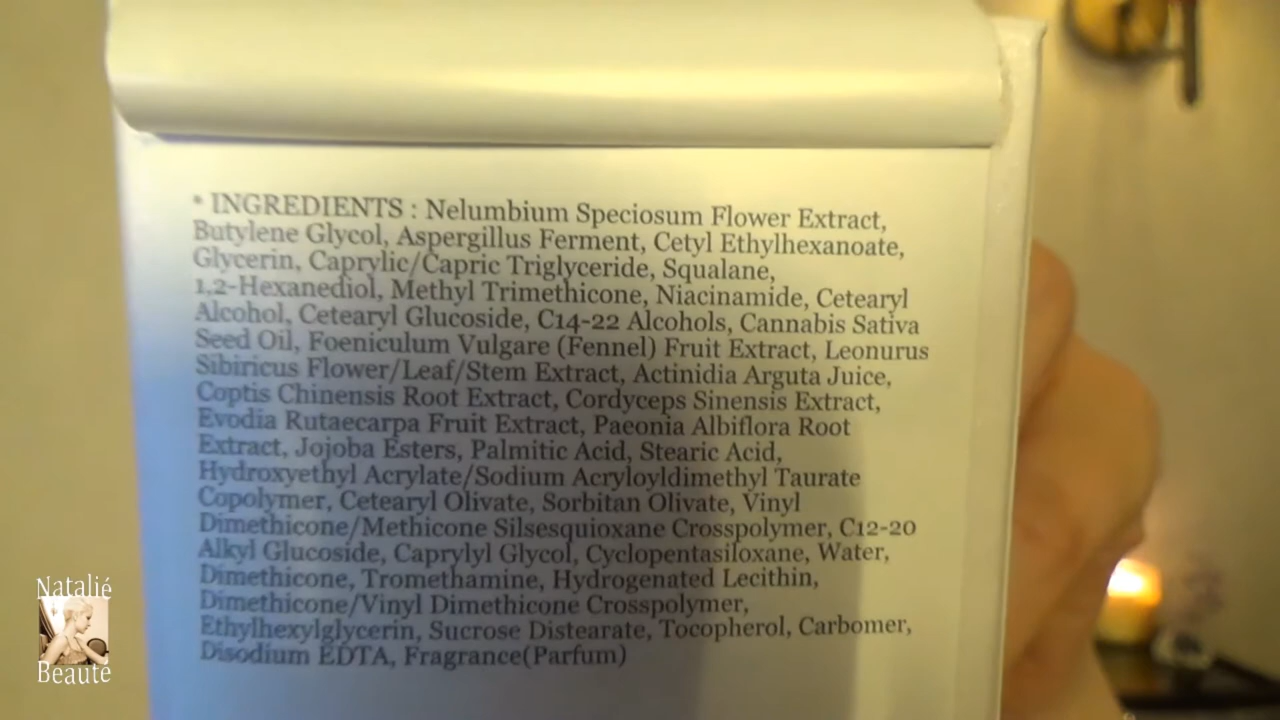 * INGREDIENTS : Nelumbium Speciosum Flower Extract,
Butylene Glycol, Aspergillus Ferment, Cetyl Ethylhexanoate,
Glycerin, Caprylic/Capric Triglyceride, Squalane,
1,2-Hexanediol, Methyl Trimethicone, Niacinamide, Cetearyl
Alcohol, Cetearyl Glucoside, C14-22 Alcohols, Cannabis Sativa
Seed Oil, Foeniculum Vulgare (Fennel) Fruit Extract, Leonurus
Sibiricus Flower/Leaf/Stem Extract, Actinidia Arguta Juice,
Coptis Chinensis Root Extract, Cordyceps Sinensis Extract,
Evodia Rutaecarpa Fruit Extract, Paeonia Albiflora Root
Extract, Jojoba Esters, Palmitic Acid, Stearic Acid,
Hydroxyethyl Acrylate/Sodium Acryloyldimethyl Taurate
Copolymer, Cetearyl Olivate, Sorbitan Olivate, Vinyl
Dimethicone/Methicone Silsesquioxane Crosspolymer, C12-20
Alkyl Glucoside, Caprylyl Glycol, Cyclopentasiloxane, Water,
Dimethicone, Tromethamine, Hydrogenated Lecithin,
Dimethicone/Vinyl Dimethicone Crosspolymer,
Ethylhexylglycerin, Sucrose Distearate, Tocopherol, Carbomer,
Disodium EDTA, Fragrance(Parfum)
Natalié
Beauté